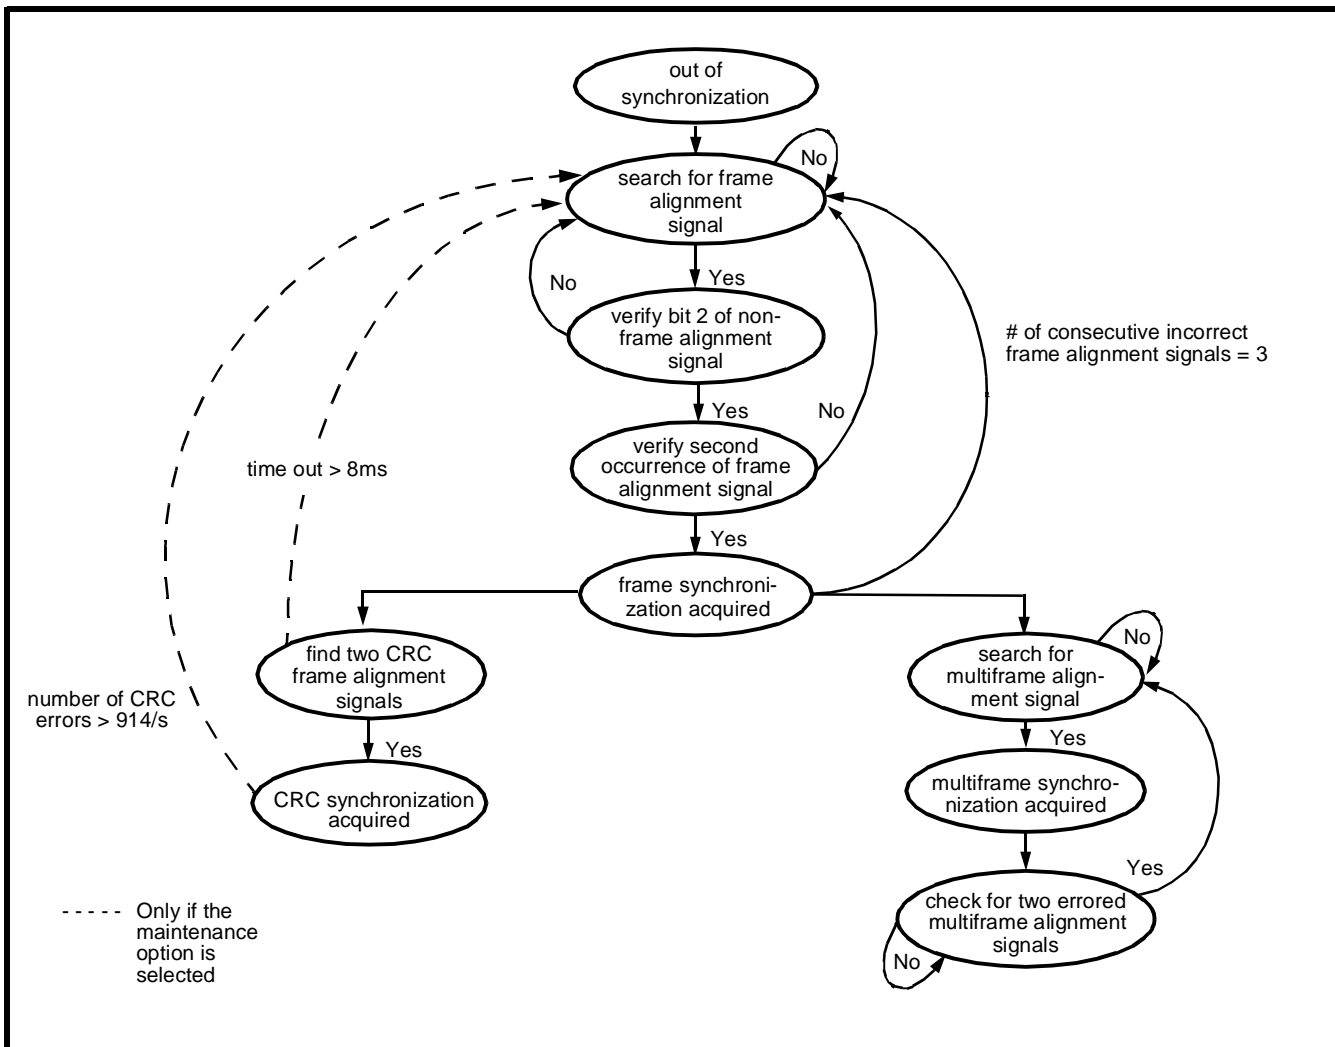 out of
synchronization
No
search for frame
alignment
signal
No
Yes
verify bit 2 of non-
frame alignment
signal
# of consecutive incorrect
frame alignment signals = 3
Yes
No
verify second
occurrence of frame
alignment signal
time out > 8ms
Yes
frame synchroni-
zation acquired
find two CRC
frame alignment
signals
No
search for
multiframe align-
ment signal
number of CRC
errors > 914/s
Yes
Yes
CRC synchronization
acquired
multiframe synchro-
nization acquired
Yes
check for two errored
multiframe alignment
signals
No
- - - - - Only if the
maintenance
option is
selected